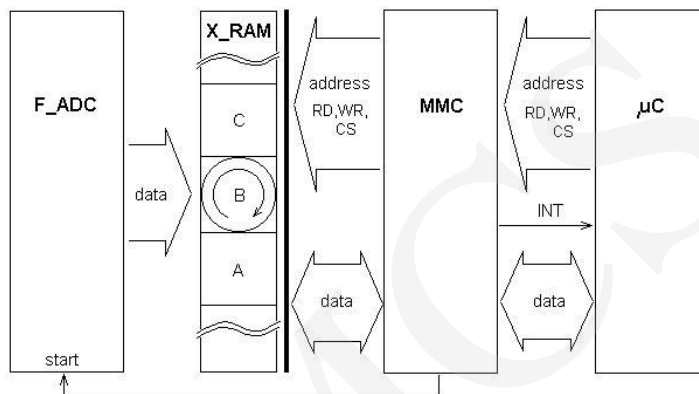 X_RAM
F_ADC
MMC
µC
address
RD,WR,
CS
address
RD,WR,
CS
C
B
A
data
INT
data
data
start